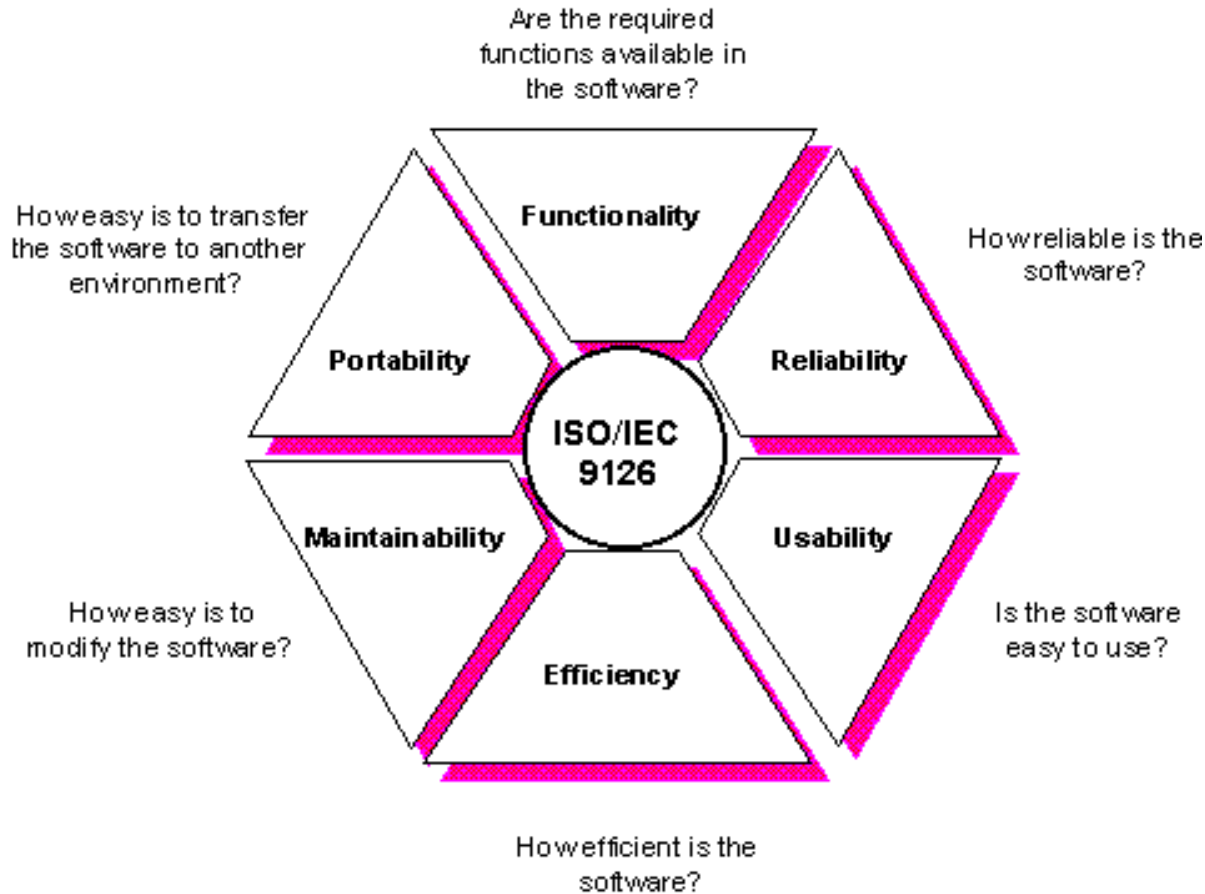 Are the required
functions available in
the software?
Functionality
How easy is to transfer
the software to another
environment?
How reliable is the
software?
Portability
Reliability
ISO/IEC
9126
Maintainability
Usability
How easy is to
modify the software?
Is the software
easy to use?
Efficiency
How efficient is the
software?